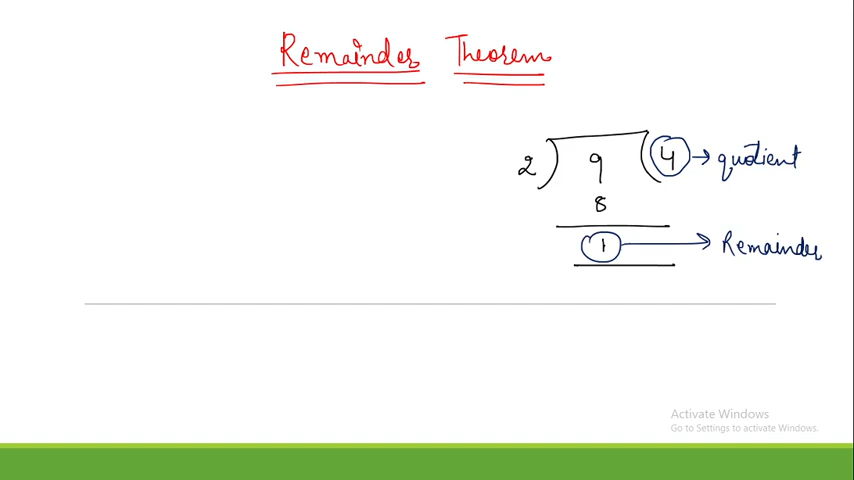 Remainder Theorem
2 9 4 → quotient
8
1 → Remainder
Activate Windows
Go to Settings to activate Windows.